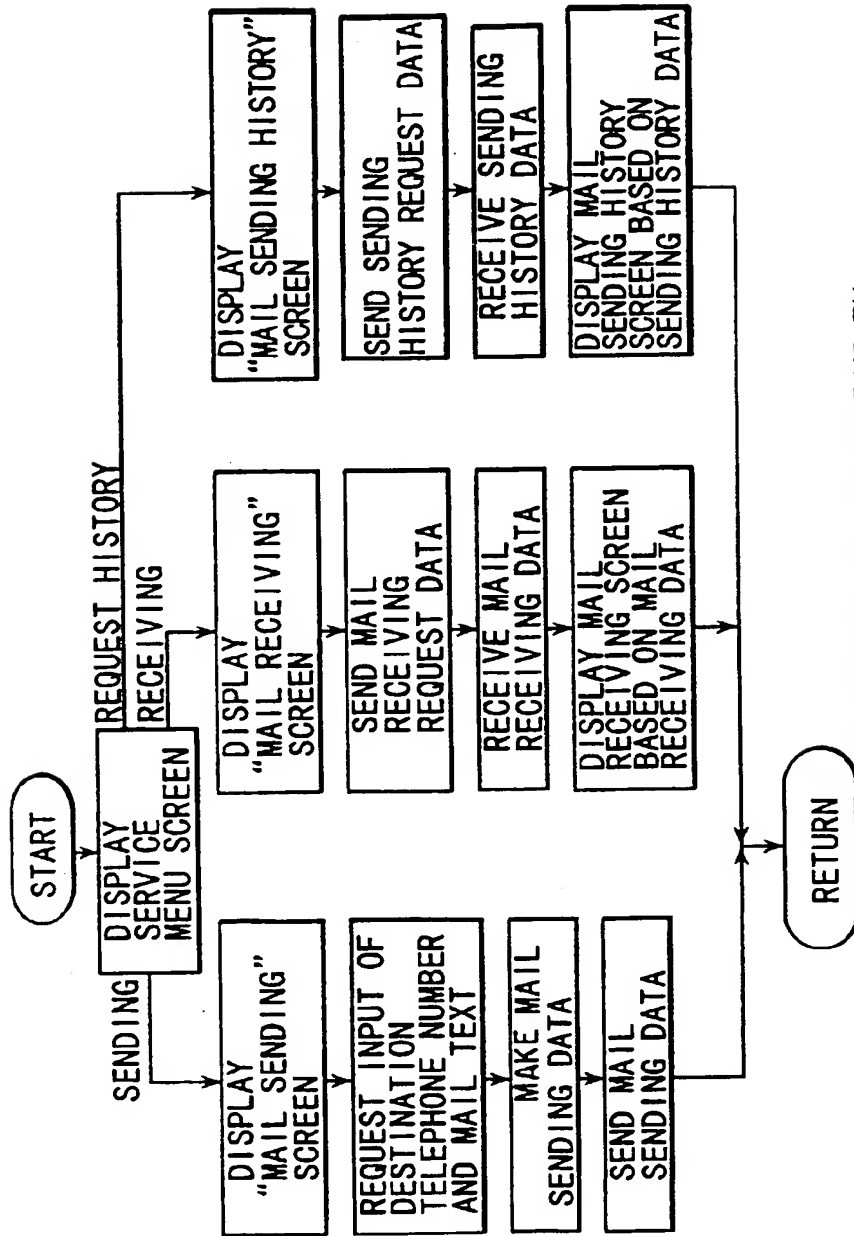 START
DISPLAY
SERVICE
MENU SCREEN
SENDING
REQUEST HISTORY
RECEIVING
DISPLAY
“MAIL SENDING”
SCREEN
REQUEST INPUT OF
DESTINATION
TELEPHONE NUMBER
AND MAIL TEXT
MAKE MAIL
SENDING DATA
SEND MAIL
SENDING DATA
DISPLAY
“MAIL RECEIVING”
SCREEN
SEND MAIL
RECEIVING
REQUEST DATA
RECEIVE MAIL
RECEIVING DATA
DISPLAY MAIL
RECEIVING SCREEN
BASED ON MAIL
RECEIVING DATA
DISPLAY
“MAIL SENDING HISTORY”
SCREEN
SEND SENDING
HISTORY REQUEST DATA
RECEIVE SENDING
HISTORY DATA
DISPLAY MAIL
SENDING HISTORY
SCREEN BASED ON
SENDING HISTORY DATA
RETURN